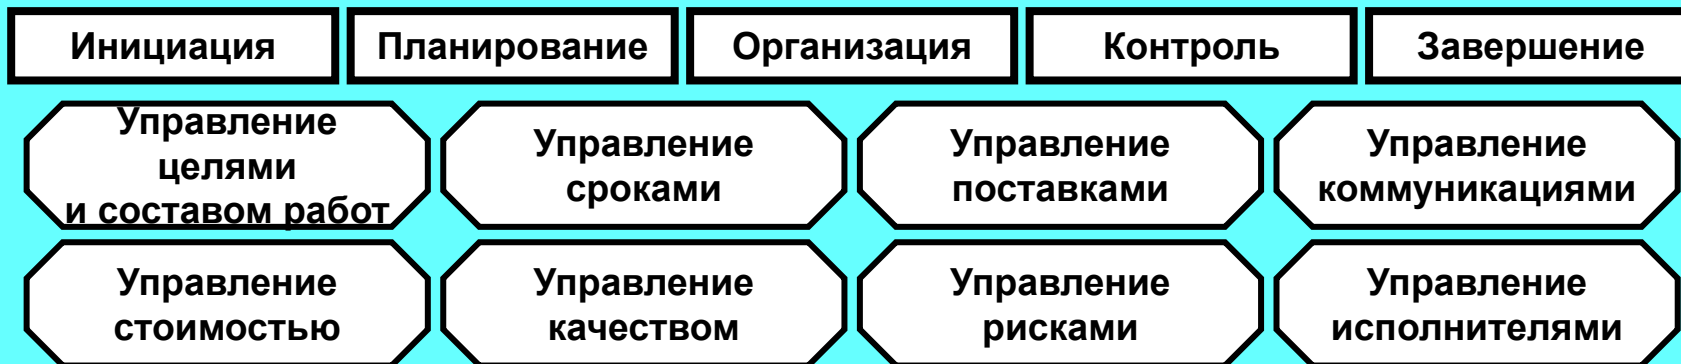 Инициация
Планирование
Организация
Контроль
Завершение
Управление
целями
и составом работ
Управление
сроками
Управление
поставками
Управление
коммуникациями
Управление
стоимостью
Управление
качеством
Управление
рисками
Управление
исполнителями